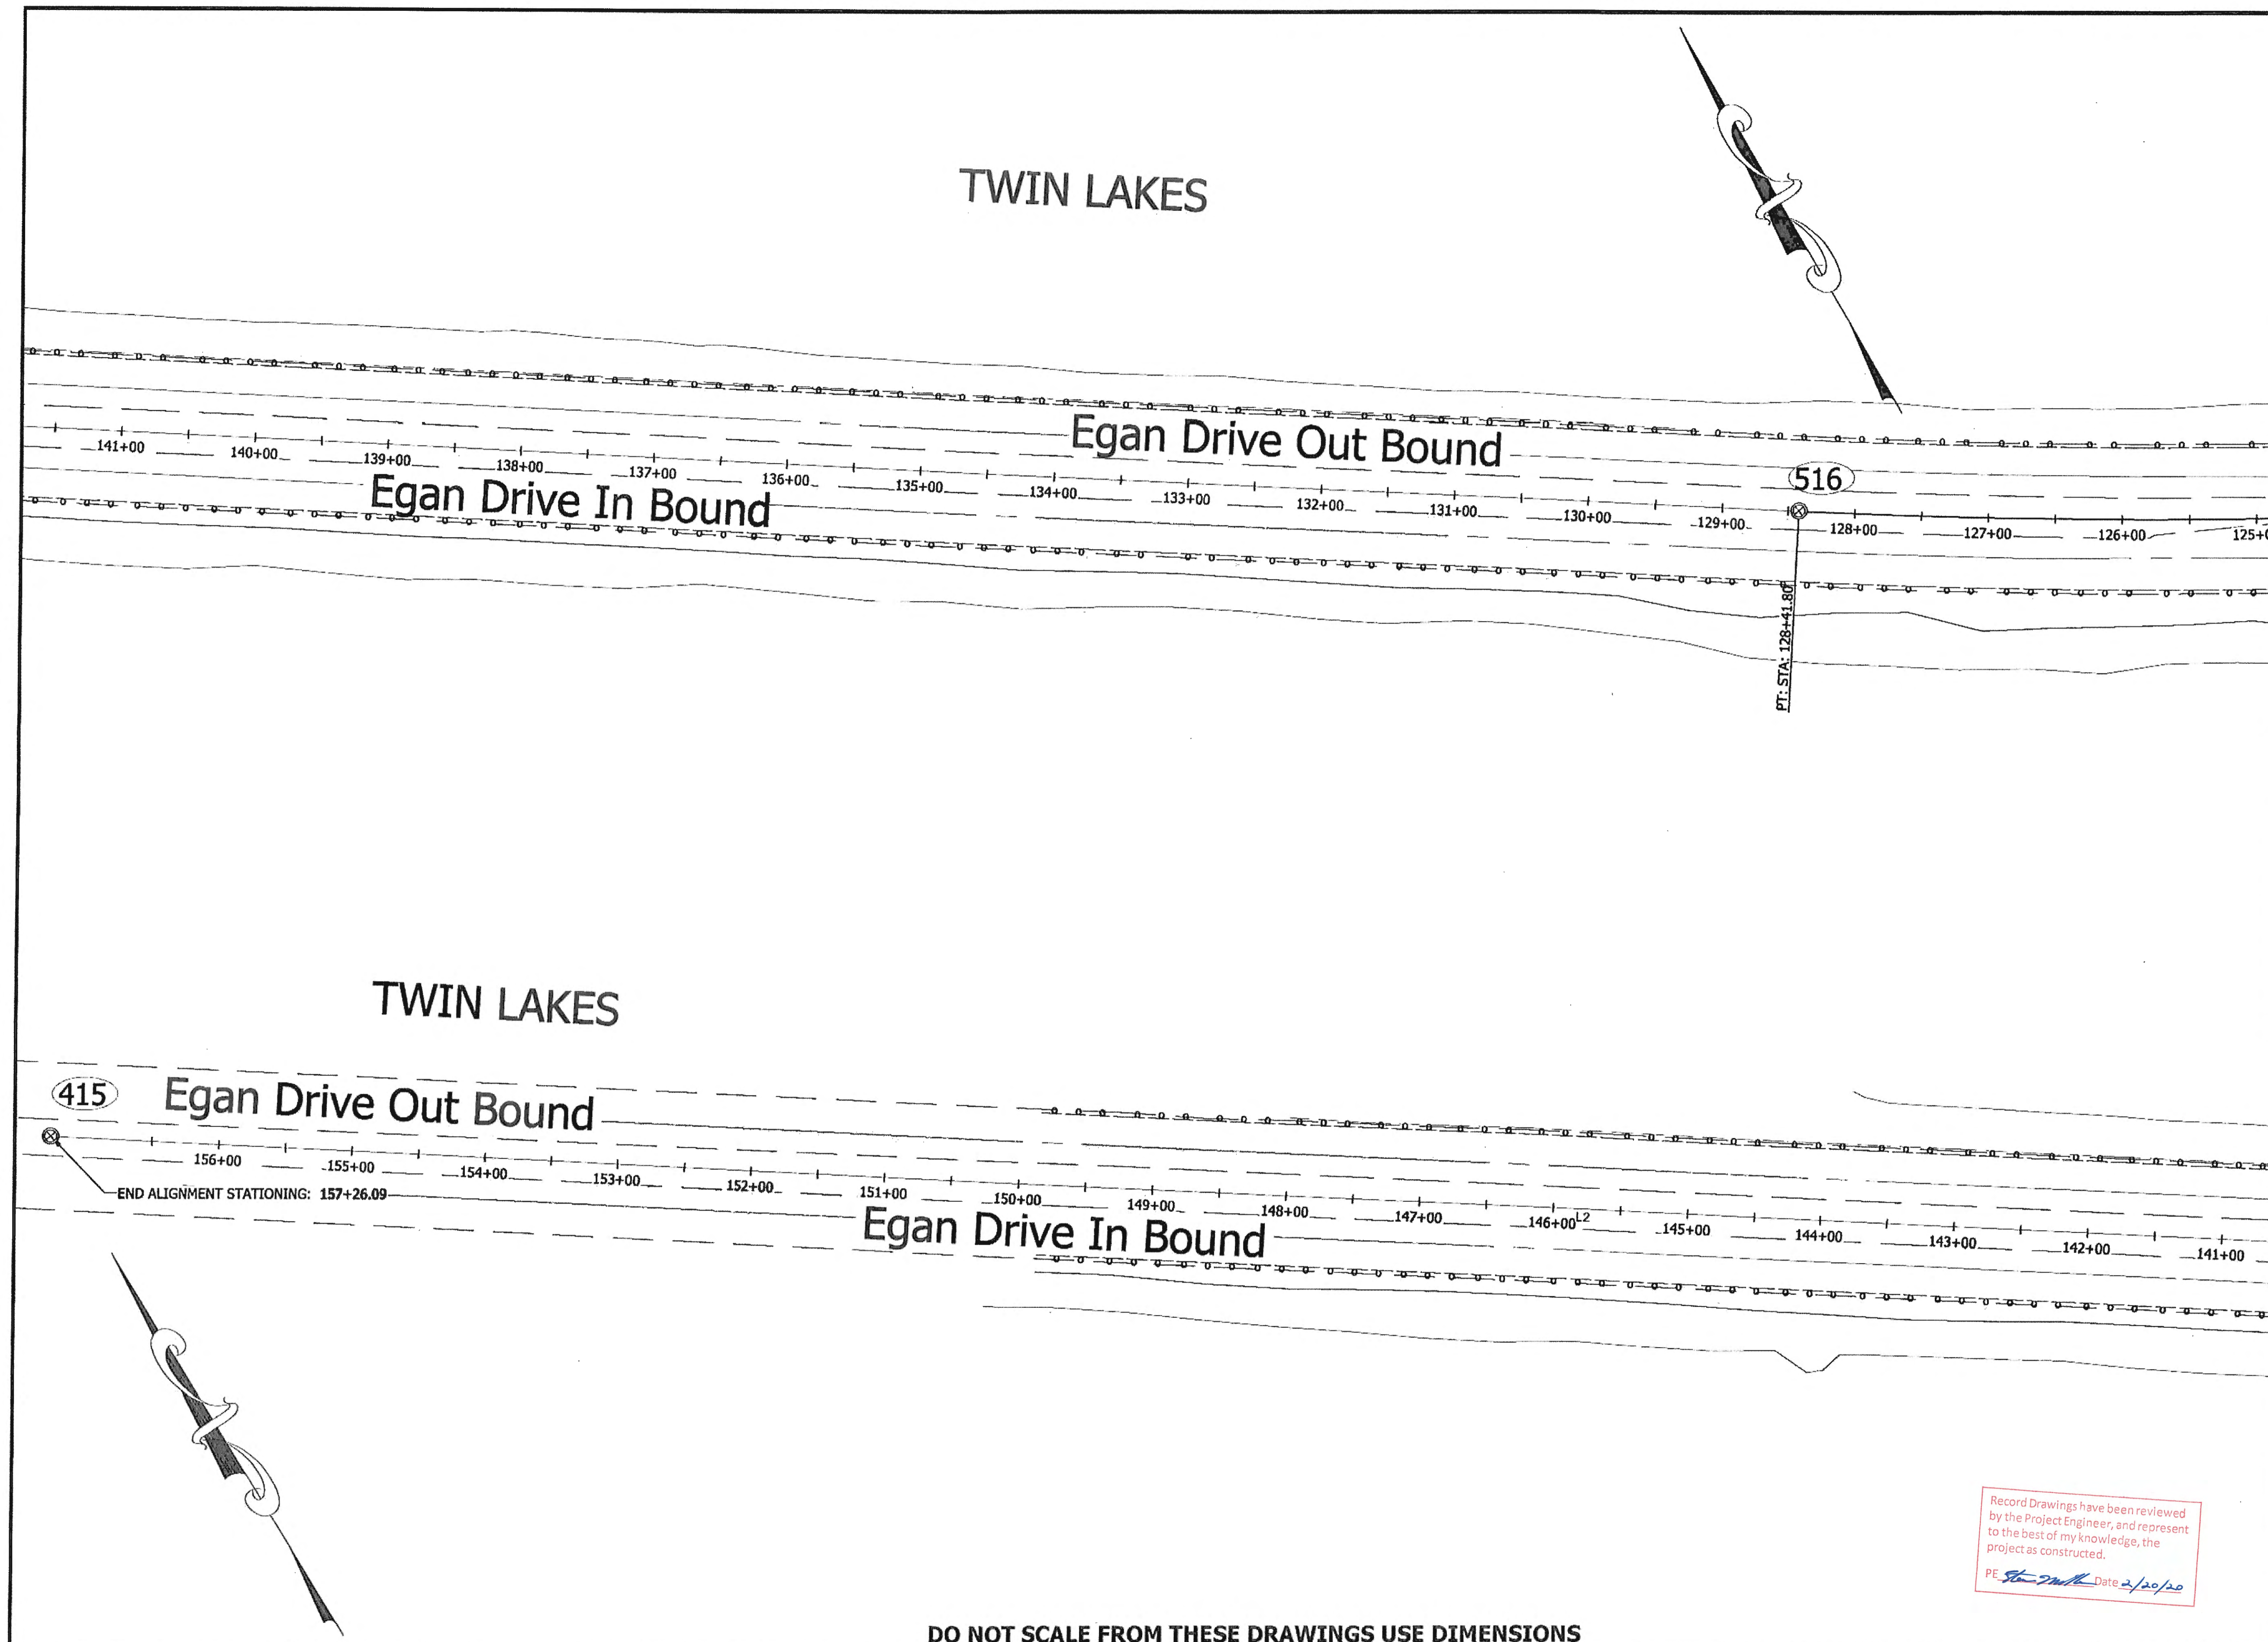 TWIN LAKES
Egan Drive Out Bound
516
141+00 140+00 139+00 138+00 137+00 136+00 135+00 134+00 133+00 132+00 131+00 130+00 129+00 128+00 127+00 126+00
Egan Drive In Bound
PT: STA: 128+41.80
TWIN LAKES
415
Egan Drive Out Bound
156+00 155+00 154+00 153+00 152+00 151+00 150+00 149+00 148+00 147+00 146+00 L2 145+00 144+00 143+00 142+00 141+00
END ALIGNMENT STATIONING: 157+26.09
Egan Drive In Bound
Record Drawings have been reviewed
by the Project Engineer, and represent
to the best of my knowledge, the
project as constructed.
PE Date 2/20/20
DO NOT SCALE FROM THESE DRAWINGS USE DIMENSIONS